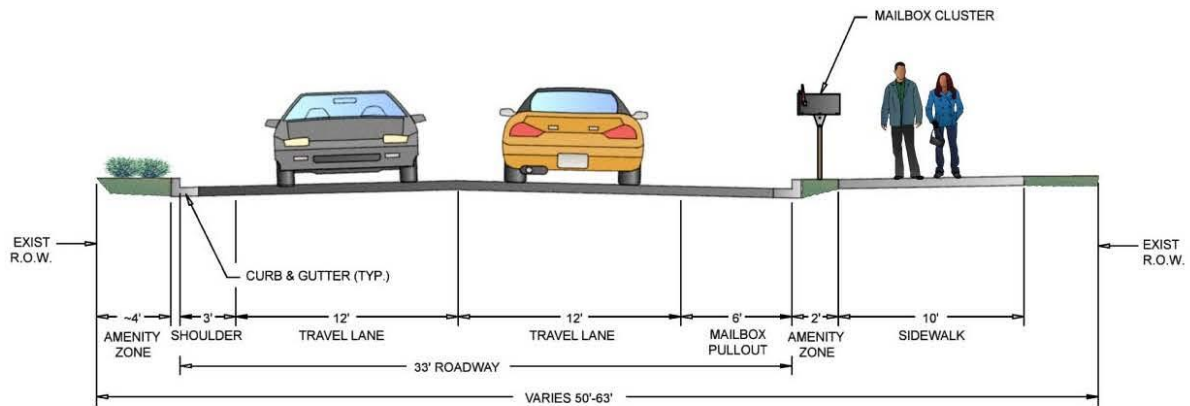 MAILBOX CLUSTER
EXIST
R.O.W.
EXIST
R.O.W.
CURB & GUTTER (TYP.)
~4' 3' 12' 12' 6' 2' 10'
AMENITY
ZONE
SHOULDER
TRAVEL LANE
TRAVEL LANE
MAILBOX
PULLOUT
AMENITY
ZONE
SIDEWALK
33' ROADWAY
VARIES 50'-63'